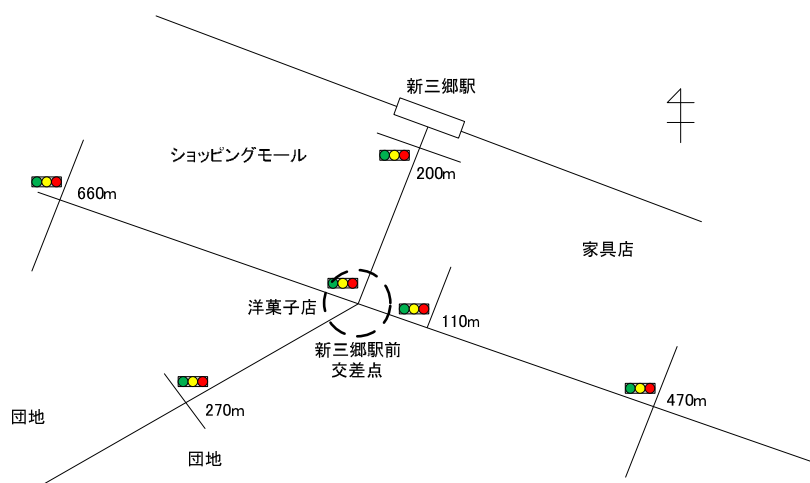 新三郷駅
ショッピングモール
200m
660m
家具店
洋菓子店
110m
新三郷駅前
交差点
470m
270m
団地
団地